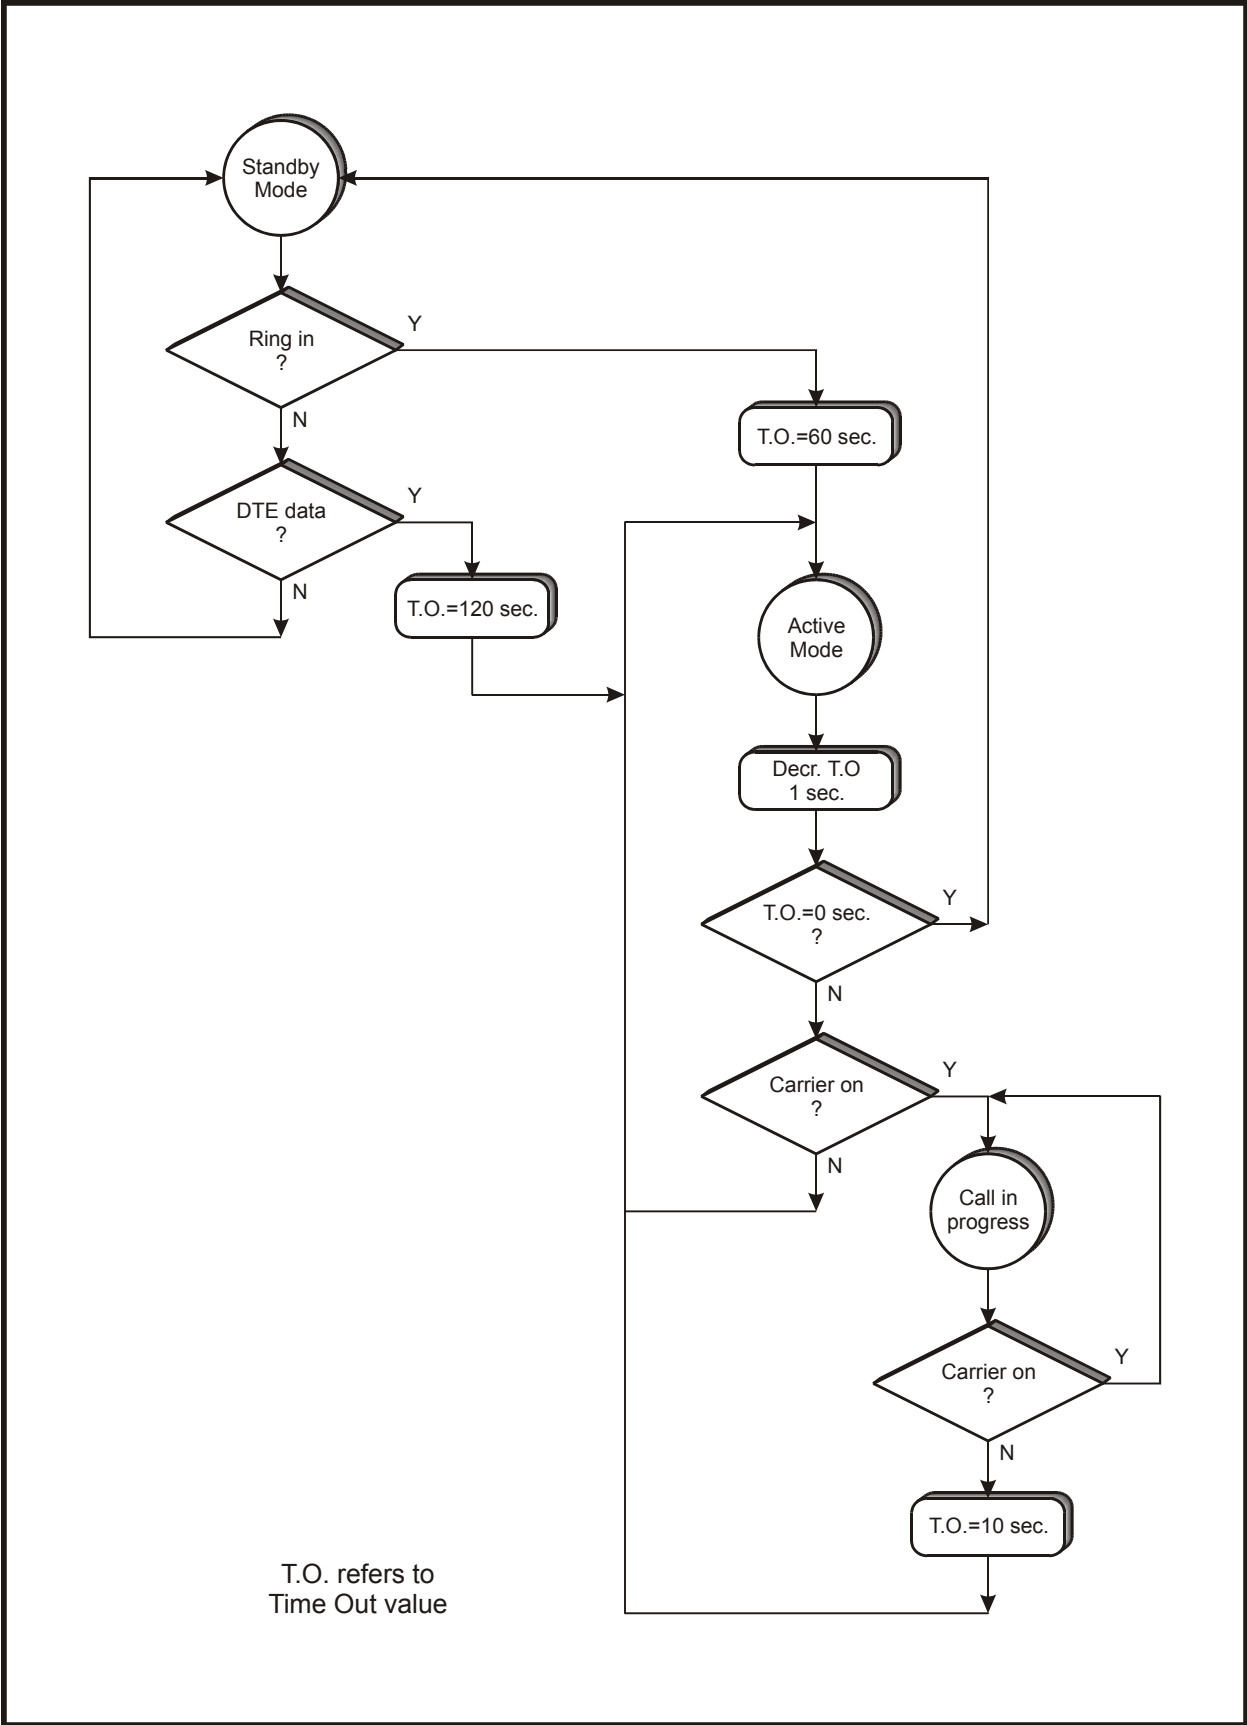 Standby
Mode
Ring in
?
Y
N
T.O.=60 sec.
DTE data
?
Y
N
T.O.=120 sec.
Active
Mode
Decr. T.O
1 sec.
T.O.=0 sec.
?
Y
N
Carrier on
?
Y
N
Call in
progress
Carrier on
?
Y
N
T.O.=10 sec.
T.O. refers to
Time Out value